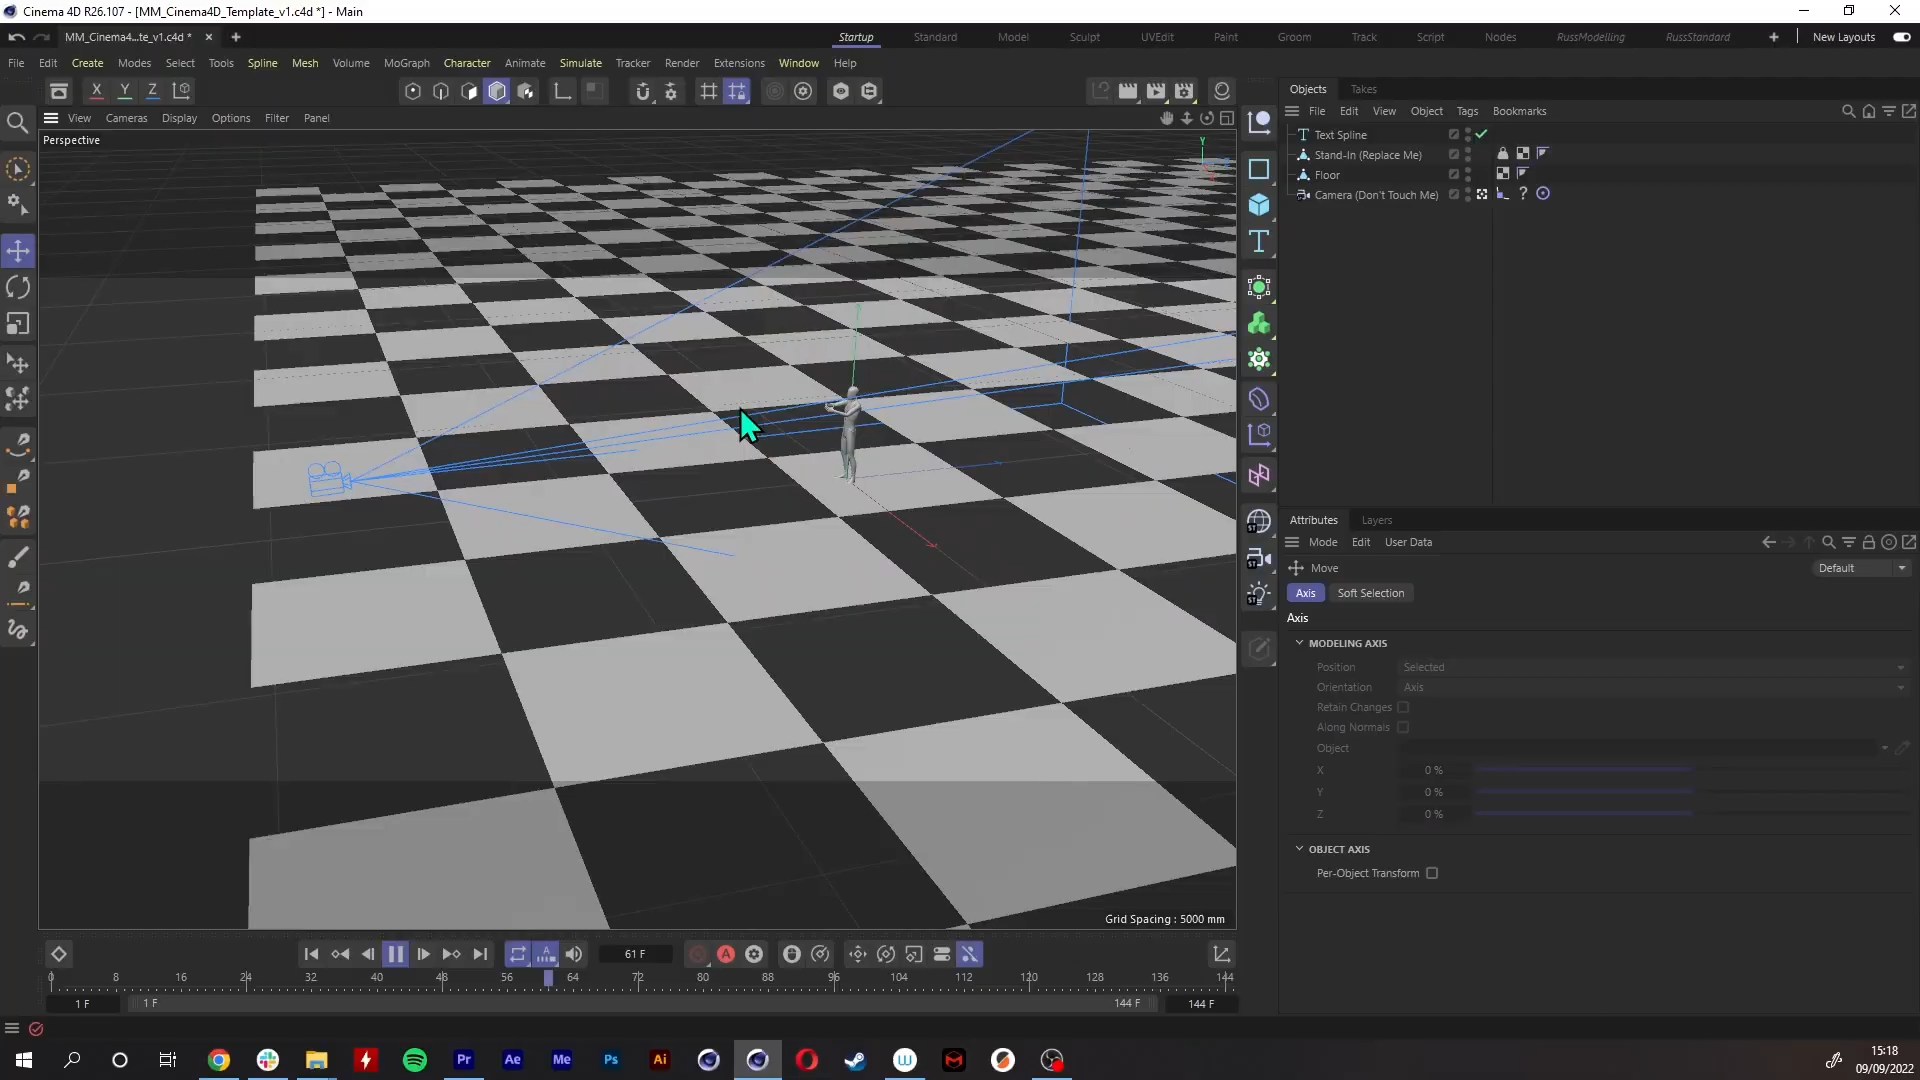 Cinema 4D R26.107 - [MM_Cinema4D_Template_v1.c4d *] - Main
MM_Cinema4...te_v1.c4d *
Startup Standard Model Sculpt UVEdit Paint Groom Track Script Nodes RussModelling RussStandard New Layouts
File Edit Create Modes Select Tools Spline Mesh Volume MoGraph Character Animate Simulate Tracker Render Extensions Window Help
X Y Z
Objects Takes
View Cameras Display Options Filter Panel
File Edit View Object Tags Bookmarks
Perspective
Y
Text Spline
Stand-In (Replace Me)
Floor
Camera (Don't Touch Me)
Attributes Layers
Mode Edit User Data
Move
Default
Axis Soft Selection
Axis
MODELING AXIS
Position Selected
Orientation Axis
Retain Changes
Along Normals
Object
X 0 %
Y 0 %
Z 0 %
OBJECT AXIS
Per-Object Transform
Grid Spacing : 5000 mm
61 F
0 8 16 24 32 40 48 56 64 72 80 88 96 104 112 120 128 136 144
1 F 1 F 144 F 144 F
Pr Ae Me Ps Ai
15:18
09/09/2022